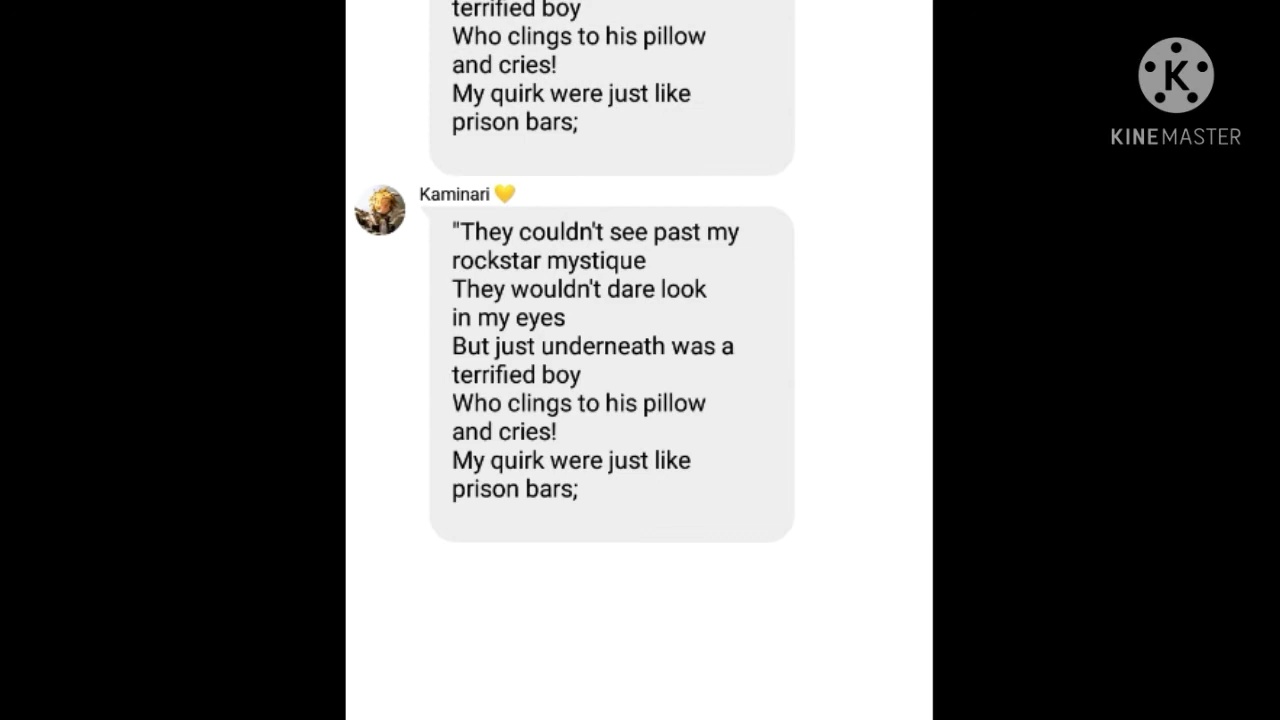 terrified boy
Who clings to his pillow
and cries!
My quirk were just like
prison bars;
Kaminari 💛
"They couldn't see past my
rockstar mystique
They wouldn't dare look
in my eyes
But just underneath was a
terrified boy
Who clings to his pillow
and cries!
My quirk were just like
prison bars;
K
KINEMASTER